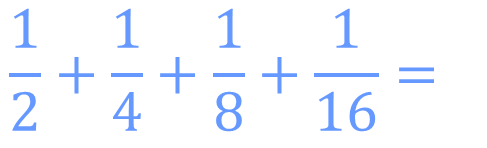 1/2 + 1/4 + 1/8 + 1/16 =